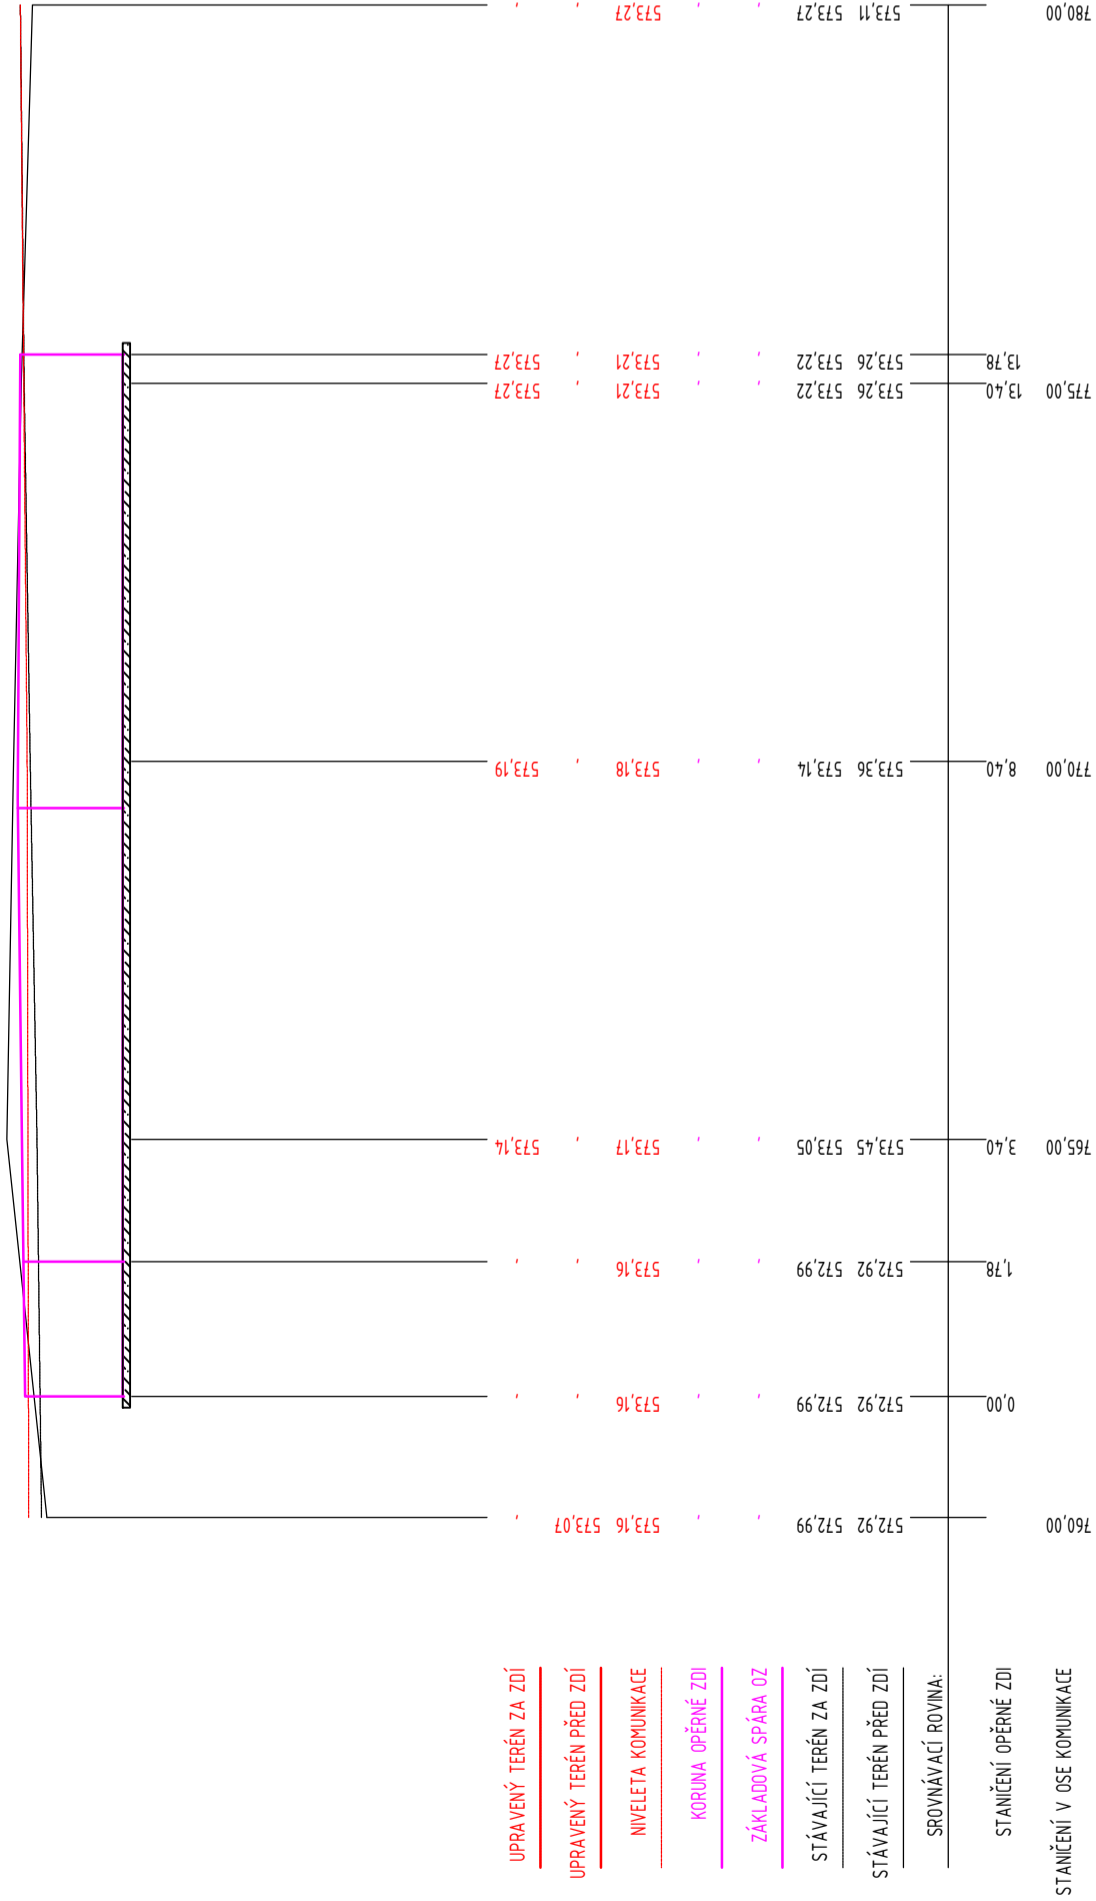 UPRAVENÝ TERÉN ZA ZDÍ , , , 573,14 573,19 573,27 573,27 ,
UPRAVENÝ TERÉN PŘED ZDÍ 573,07 , , , , , , ,
NIVELETA KOMUNIKACE 573,16 573,16 573,16 573,17 573,18 573,21 573,21 573,27
KORUNA OPĚRNÉ ZDI , , , , , , , ,
ZÁKLADOVÁ SPÁRA OZ , , , , , , , ,
STÁVAJÍCÍ TERÉN ZA ZDÍ 572,99 572,99 572,99 573,05 573,14 573,22 573,22 573,27
STÁVAJÍCÍ TERÉN PŘED ZDÍ 572,92 572,92 572,92 573,45 573,36 573,26 573,26 573,11
SROVNÁVACÍ ROVINA:
STANIČENÍ OPĚRNÉ ZDI 0,00 1,78 3,40 8,40 13,40 13,78
STANIČENÍ V OSE KOMUNIKACE 760,00 765,00 770,00 775,00 780,00